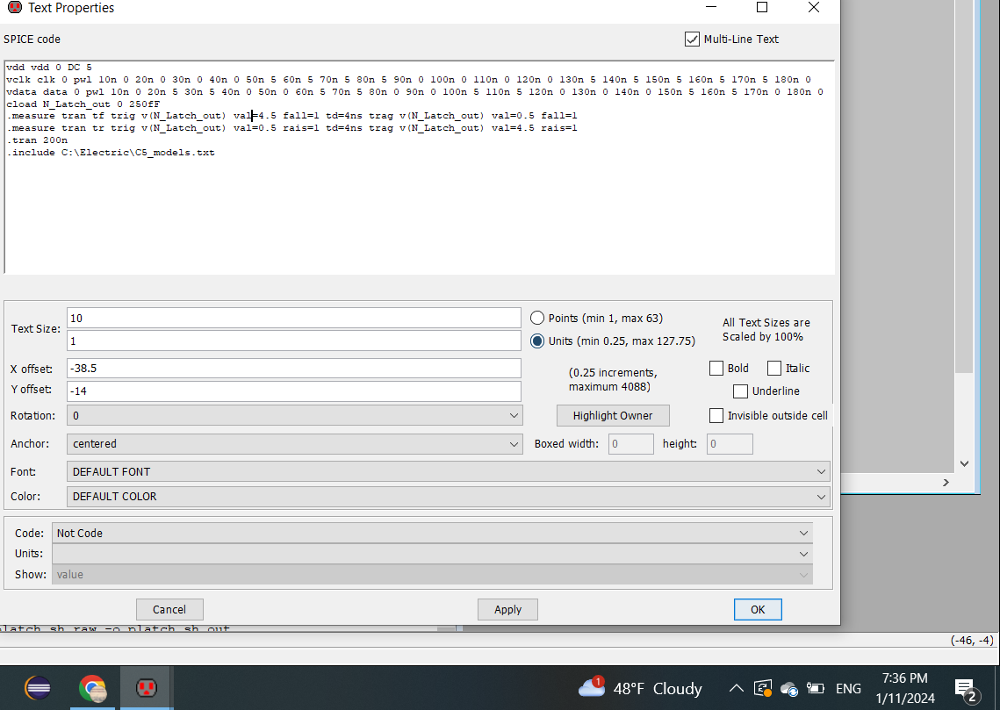 Text Properties
SPICE code
Multi-Line Text
vdd vdd 0 DC 5
vclk clk 0 pwl 10n 0 20n 0 30n 0 40n 0 50n 5 60n 5 70n 5 80n 5 90n 0 100n 0 110n 0 120n 0 130n 5 140n 5 150n 5 160n 5 170n 5 180n 0
vdata data 0 pwl 10n 0 20n 5 30n 5 40n 0 50n 0 60n 5 70n 5 80n 0 90n 0 100n 5 110n 5 120n 0 130n 0 140n 0 150n 5 160n 5 170n 0 180n 0
cload N_Latch_out 0 250fF
.measure tran tf trig v(N_Latch_out) val=4.5 fall=1 td=4ns trag v(N_Latch_out) val=0.5 fall=1
.measure tran tr trig v(N_Latch_out) val=0.5 rais=1 td=4ns trag v(N_Latch_out) val=4.5 rais=1
.tran 200n
.include C:\Electric\C5_models.txt
Text Size:
10
1
Points (min 1, max 63)
Units (min 0.25, max 127.75)
All Text Sizes are
Scaled by 100%
X offset:
-38.5
Y offset:
-14
(0.25 increments,
maximum 4088)
Bold
Italic
Underline
Rotation:
0
Highlight Owner
Invisible outside cell
Anchor:
centered
Boxed width:
0
height:
0
Font:
DEFAULT FONT
Color:
DEFAULT COLOR
Code:
Not Code
Units:
Show:
value
Cancel
Apply
OK
(-46, -4)
1
48°F Cloudy
ENG
7:36 PM
1/11/2024
2